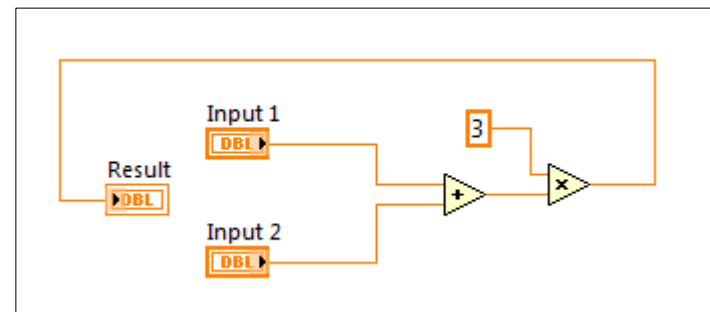 Input 1
DBL
3
Result
DBL
+
x
Input 2
DBL